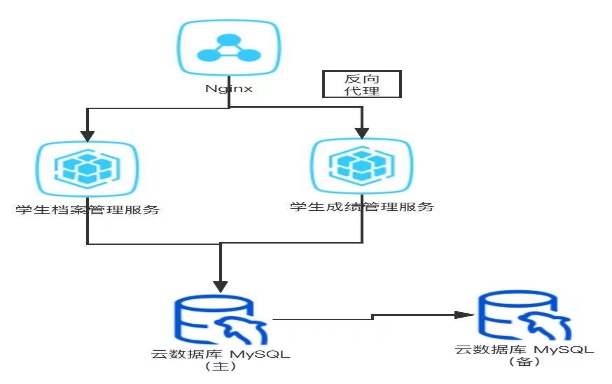 Nginx
反向
代理
学生档案管理服务
学生成绩管理服务
云数据库 MySQL
(主)
云数据库 MySQL
(备)